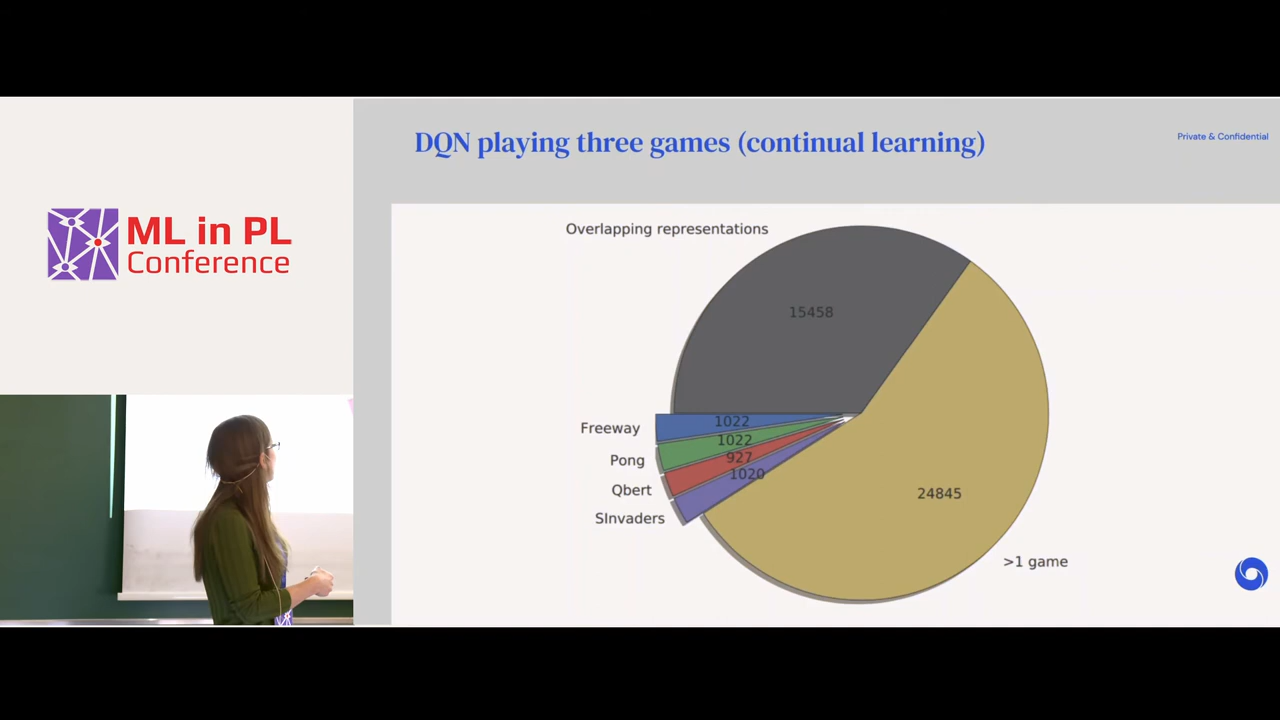 DQN playing three games (continual learning)
Private & Confidential
ML in PL
Conference
Overlapping representations
15458
Freeway
1022
Pong
1022
Qbert
927
SInvaders
1020
24845
>1 game